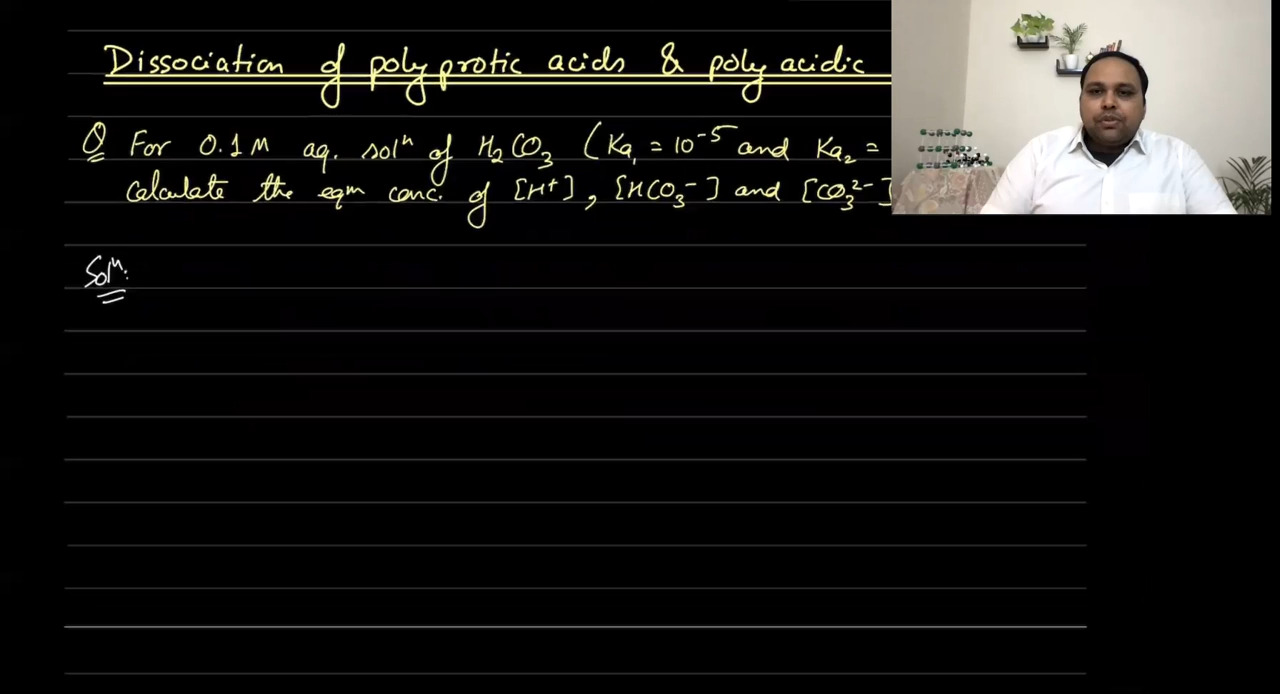 Dissociation of polyprotic acids & polyacidic
Q For 0.1M aq. solⁿ of H₂CO₃ (Ka₁ = 10⁻⁵ and Ka₂ =
calculate the eqm conc. of [H⁺], [HCO₃⁻] and [CO₃²⁻]
Solⁿ: